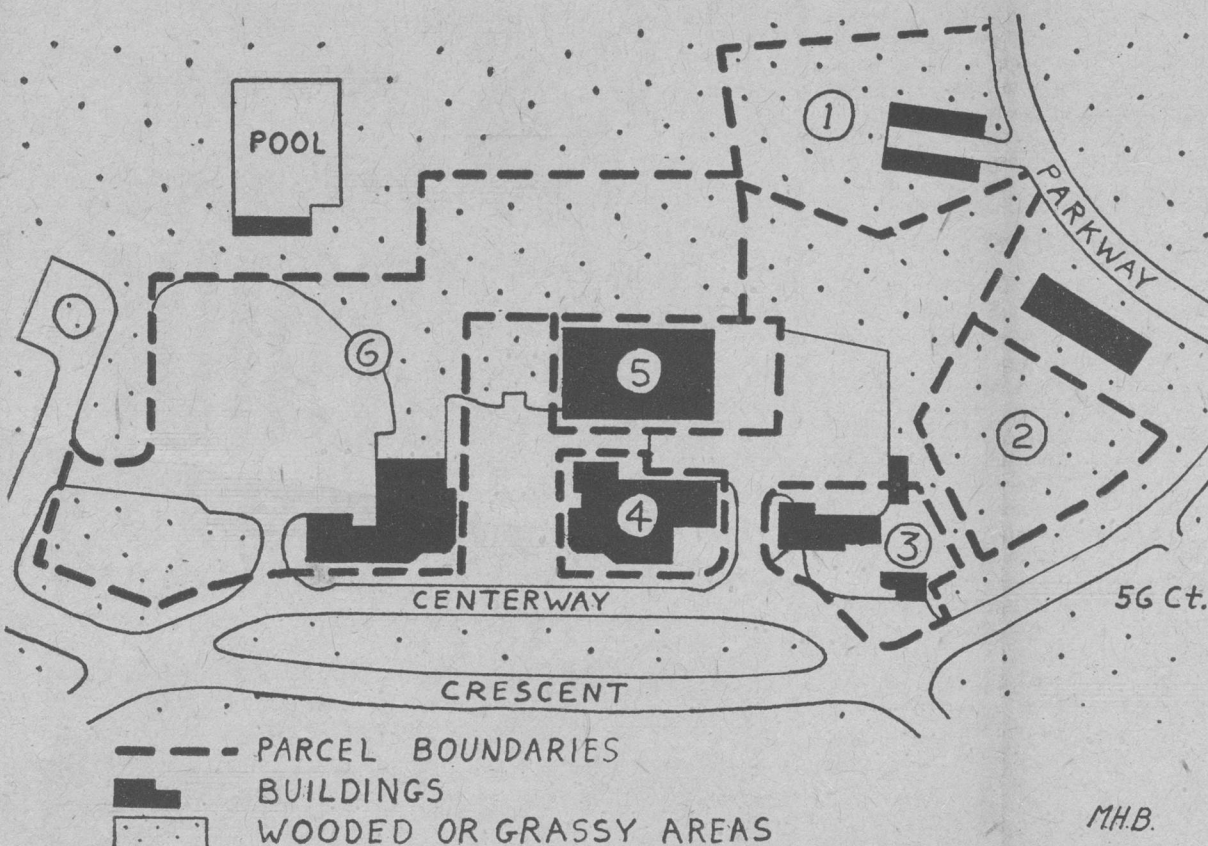 POOL
1
PARKWAY
6
5
2
4
3
CENTERWAY
56 Ct.
CRESCENT
PARCEL BOUNDARIES
BUILDINGS
WOODED OR GRASSY AREAS
M.H.B.